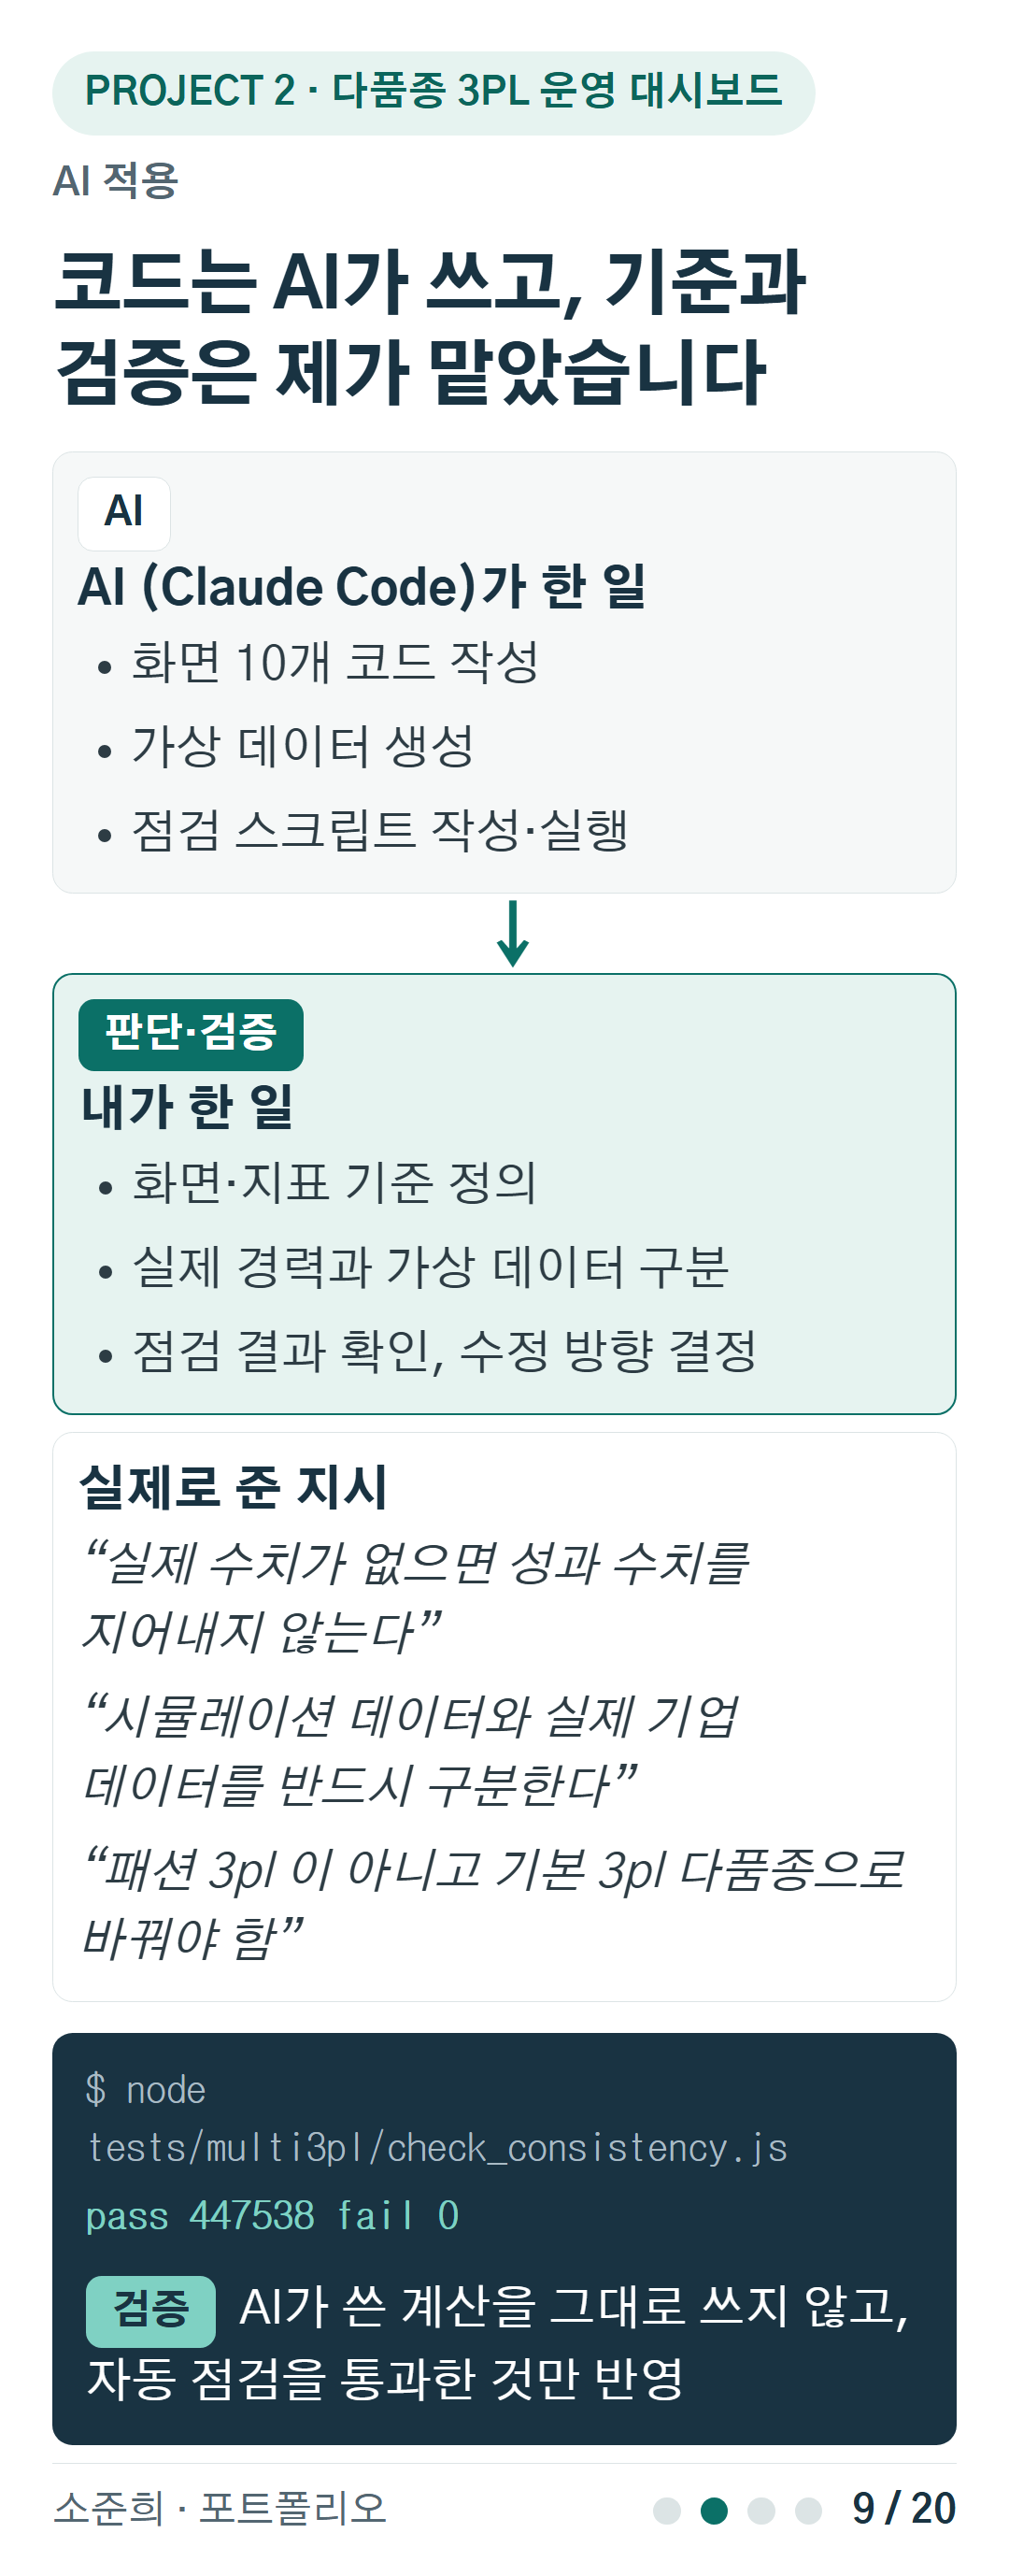 PROJECT 2 · 다품종 3PL 운영 대시보드
AI 적용
코드는 AI가 쓰고, 기준과
검증은 제가 맡았습니다
AI
AI (Claude Code)가 한 일
• 화면 10개 코드 작성
• 가상 데이터 생성
• 점검 스크립트 작성·실행
↓
판단·검증
내가 한 일
• 화면·지표 기준 정의
• 실제 경력과 가상 데이터 구분
• 점검 결과 확인, 수정 방향 결정
실제로 준 지시
“실제 수치가 없으면 성과 수치를
지어내지 않는다”
“시뮬레이션 데이터와 실제 기업
데이터를 반드시 구분한다”
“패션 3pl 이 아니고 기본 3pl 다품종으로
바꿔야 함”
$ node
tests/multi3pl/check_consistency.js
pass 447538 fail 0
검증 AI가 쓴 계산을 그대로 쓰지 않고,
자동 점검을 통과한 것만 반영
소준희 · 포트폴리오
9 / 20